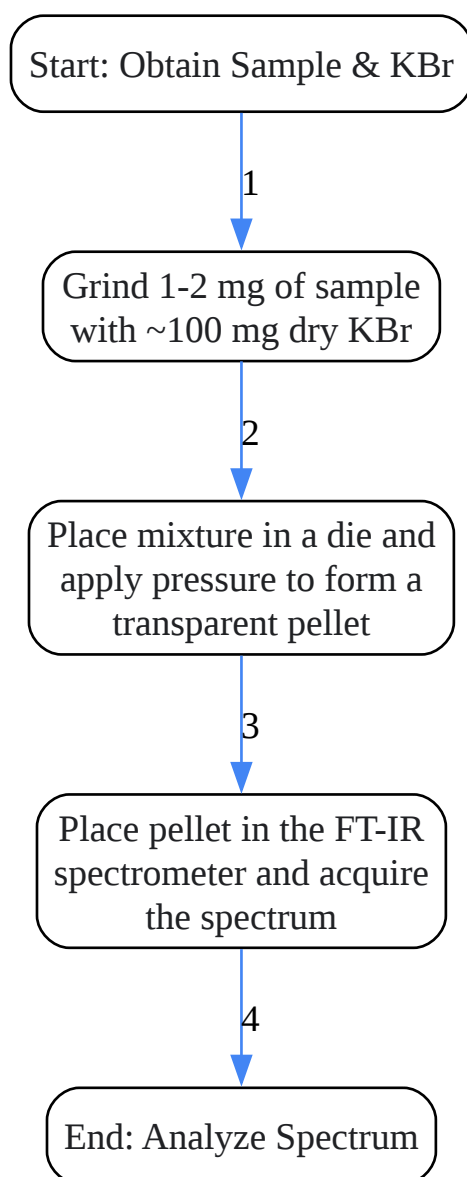 Start: Obtain Sample & KBr
1
Grind 1-2 mg of sample
with ~100 mg dry KBr
2
Place mixture in a die and
apply pressure to form a
transparent pellet
3
Place pellet in the FT-IR
spectrometer and acquire
the spectrum
4
End: Analyze Spectrum